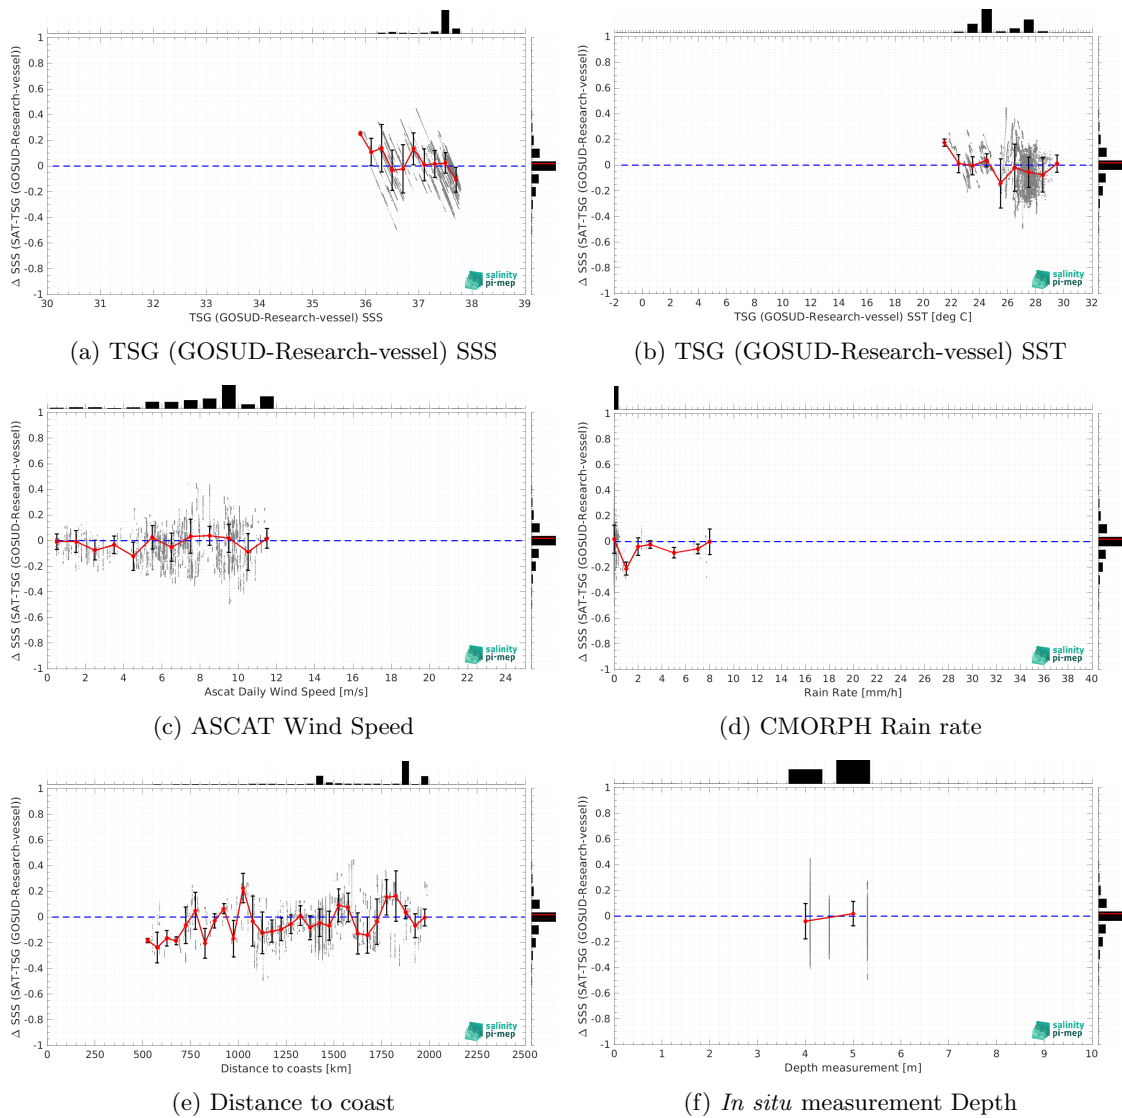 1
0.8
0.6
0.4
0.2
0
-0.2
-0.4
-0.6
-0.8
-1
Δ SSS (SAT-TSG (GOSUD-Research-vessel))
30 31 32 33 34 35 36 37 38 39
TSG (GOSUD-Research-vessel) SSS
salinity
pi-mep
(a) TSG (GOSUD-Research-vessel) SSS
1
0.8
0.6
0.4
0.2
0
-0.2
-0.4
-0.6
-0.8
-1
Δ SSS (SAT-TSG (GOSUD-Research-vessel))
-2 0 2 4 6 8 10 12 14 16 18 20 22 24 26 28 30 32
TSG (GOSUD-Research-vessel) SST [deg C]
salinity
pi-mep
(b) TSG (GOSUD-Research-vessel) SST
1
0.8
0.6
0.4
0.2
0
-0.2
-0.4
-0.6
-0.8
-1
Δ SSS (SAT-TSG (GOSUD-Research-vessel))
0 2 4 6 8 10 12 14 16 18 20 22 24
Ascat Daily Wind Speed [m/s]
salinity
pi-mep
(c) ASCAT Wind Speed
1
0.8
0.6
0.4
0.2
0
-0.2
-0.4
-0.6
-0.8
-1
Δ SSS (SAT-TSG (GOSUD-Research-vessel))
0 2 4 6 8 10 12 14 16 18 20 22 24 26 28 30 32 34 36 38 40
Rain Rate [mm/h]
salinity
pi-mep
(d) CMORPH Rain rate
1
0.8
0.6
0.4
0.2
0
-0.2
-0.4
-0.6
-0.8
-1
Δ SSS (SAT-TSG (GOSUD-Research-vessel))
0 250 500 750 1000 1250 1500 1750 2000 2250 2500
Distance to coasts [km]
salinity
pi-mep
(e) Distance to coast
1
0.8
0.6
0.4
0.2
0
-0.2
-0.4
-0.6
-0.8
-1
Δ SSS (SAT-TSG (GOSUD-Research-vessel))
0 1 2 3 4 5 6 7 8 9 10
Depth measurement [m]
salinity
pi-mep
(f) In situ measurement Depth